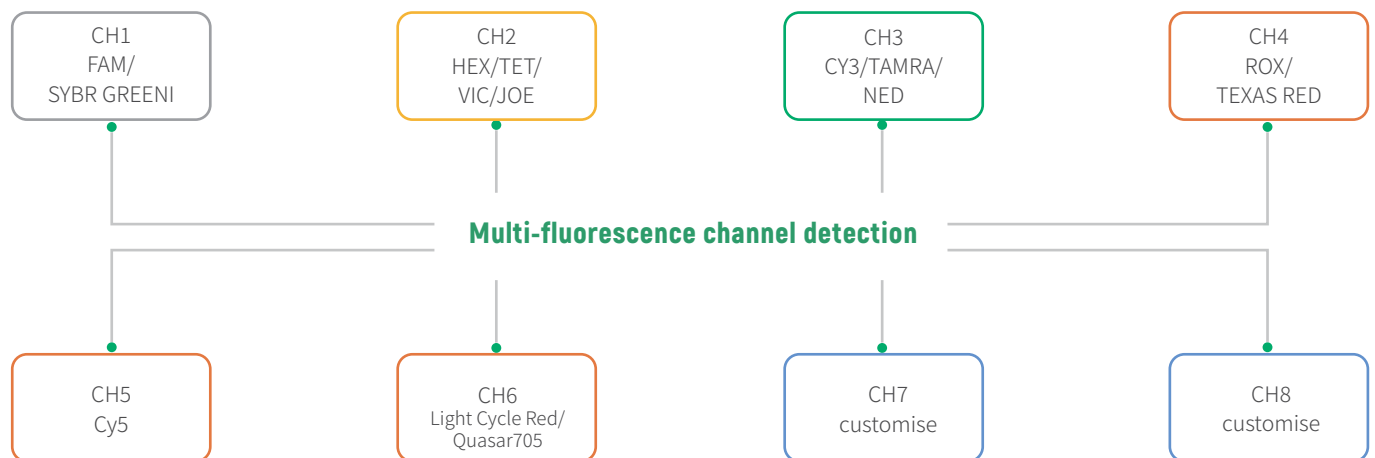 CH1
FAM/
SYBR GREENI
CH2
HEX/TET/
VIC/JOE
CH3
CY3/TAMRA/
NED
CH4
ROX/
TEXAS RED
Multi-fluorescence channel detection
CH5
Cy5
CH6
Light Cycle Red/
Quasar705
CH7
customise
CH8
customise